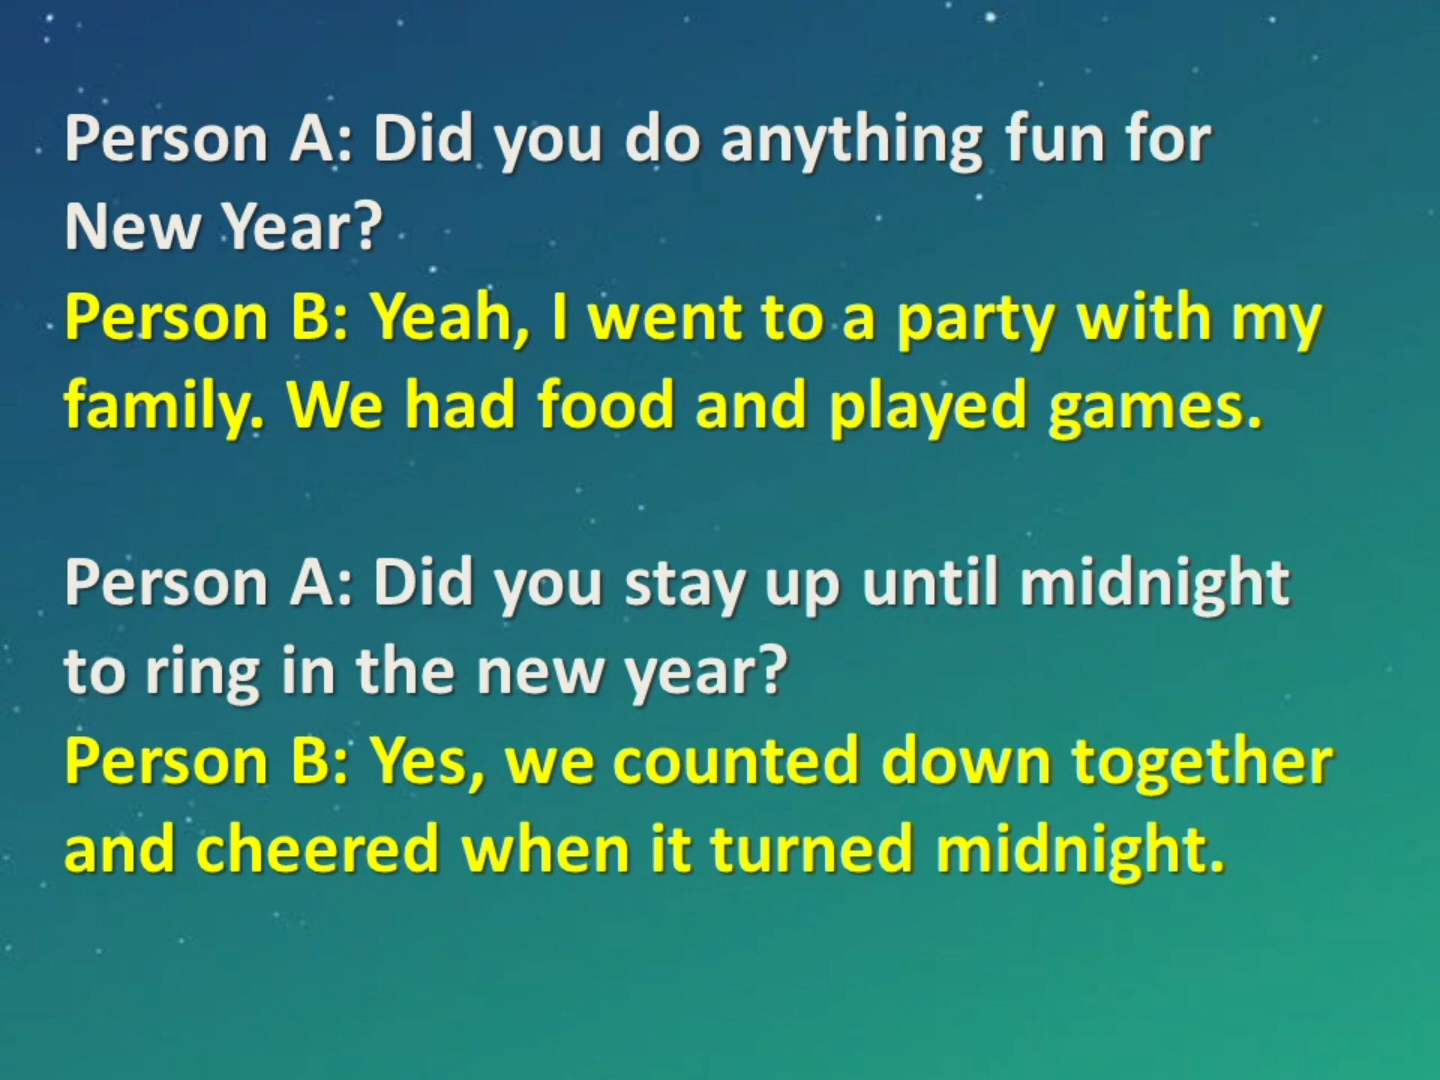 Person A: Did you do anything fun for
New Year?
Person B: Yeah, I went to a party with my
family. We had food and played games.
Person A: Did you stay up until midnight
to ring in the new year?
Person B: Yes, we counted down together
and cheered when it turned midnight.